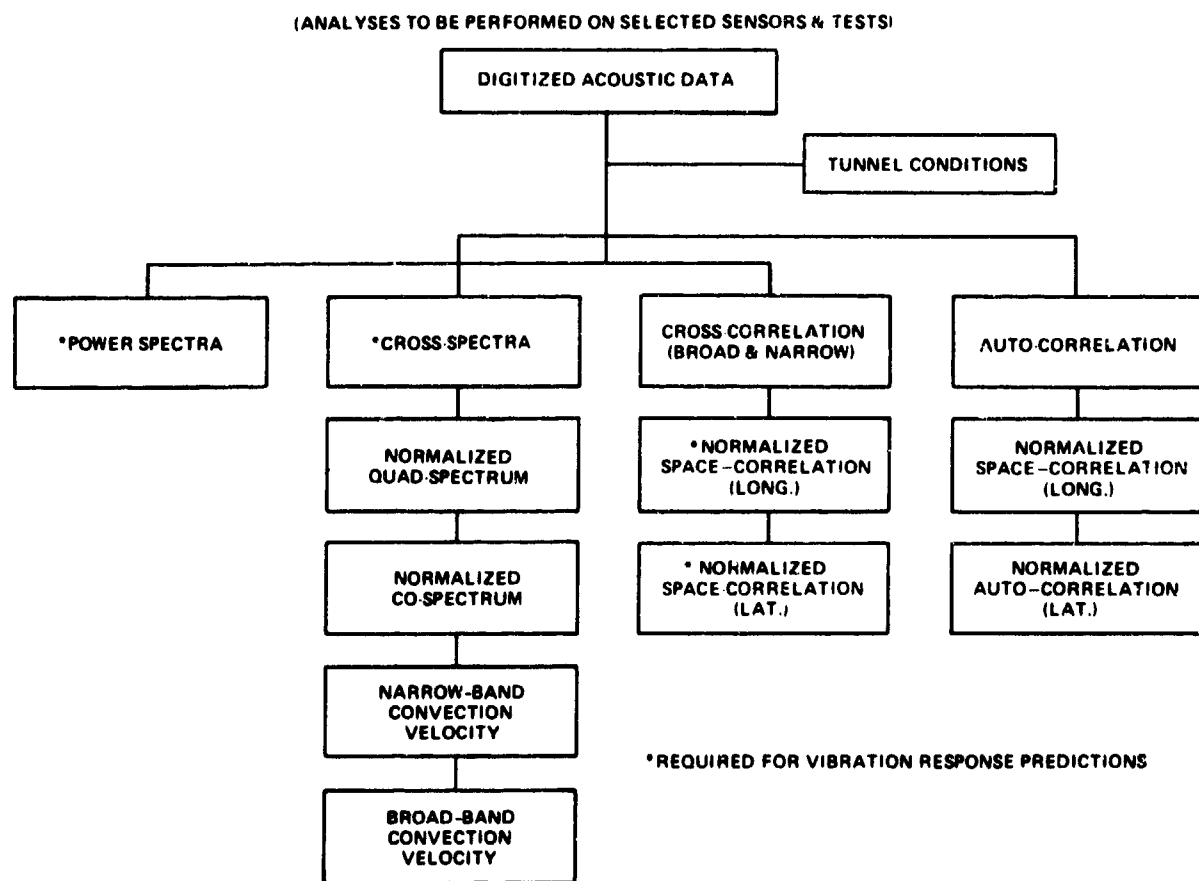 (ANALYSES TO BE PERFORMED ON SELECTED SENSORS & TESTS)
DIGITIZED ACOUSTIC DATA
TUNNEL CONDITIONS
*POWER SPECTRA
*CROSS-SPECTRA
CROSS-CORRELATION
(BROAD & NARROW)
AUTO-CORRELATION
NORMALIZED
QUAD-SPECTRUM
*NORMALIZED
SPACE-CORRELATION
(LONG.)
NORMALIZED
SPACE-CORRELATION
(LONG.)
NORMALIZED
CO-SPECTRUM
* NORMALIZED
SPACE-CORRELATION
(LAT.)
NORMALIZED
AUTO-CORRELATION
(LAT.)
NARROW-BAND
CONVECTION
VELOCITY
*REQUIRED FOR VIBRATION RESPONSE PREDICTIONS
BROAD-BAND
CONVECTION
VELOCITY